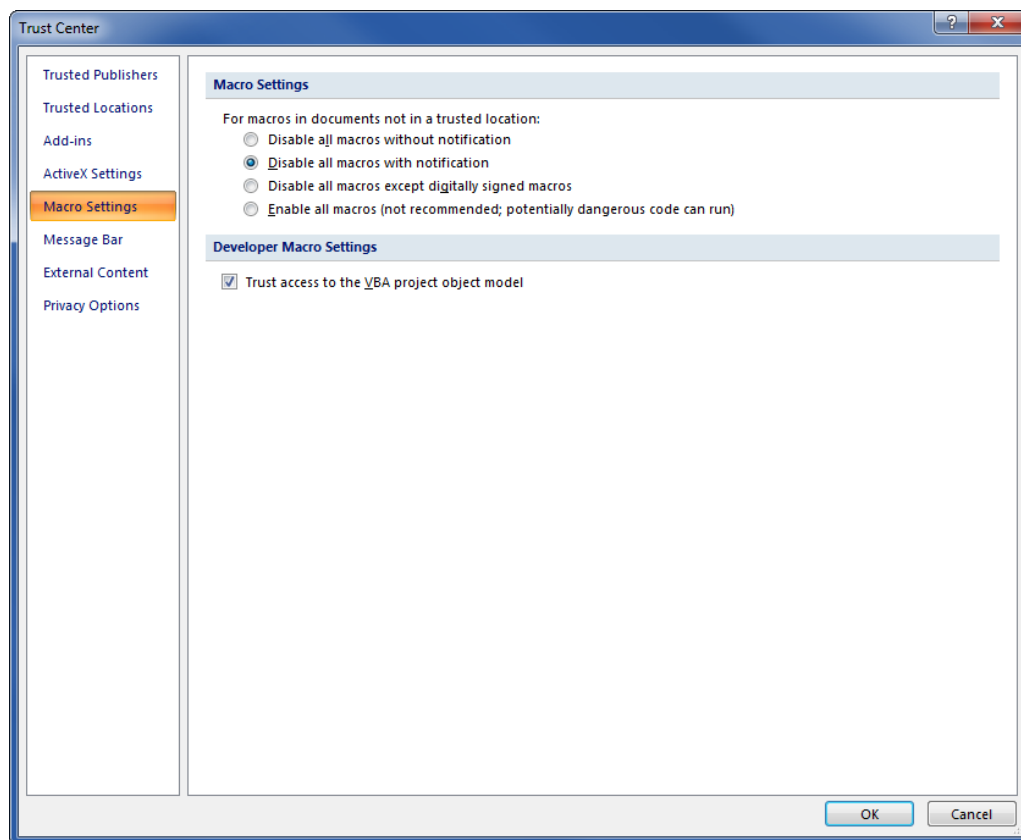 Trust Center
?
X
Trusted Publishers
Trusted Locations
Add-ins
ActiveX Settings
Macro Settings
Message Bar
External Content
Privacy Options
Macro Settings
For macros in documents not in a trusted location:
Disable all macros without notification
Disable all macros with notification
Disable all macros except digitally signed macros
Enable all macros (not recommended; potentially dangerous code can run)
Developer Macro Settings
Trust access to the VBA project object model
OK
Cancel